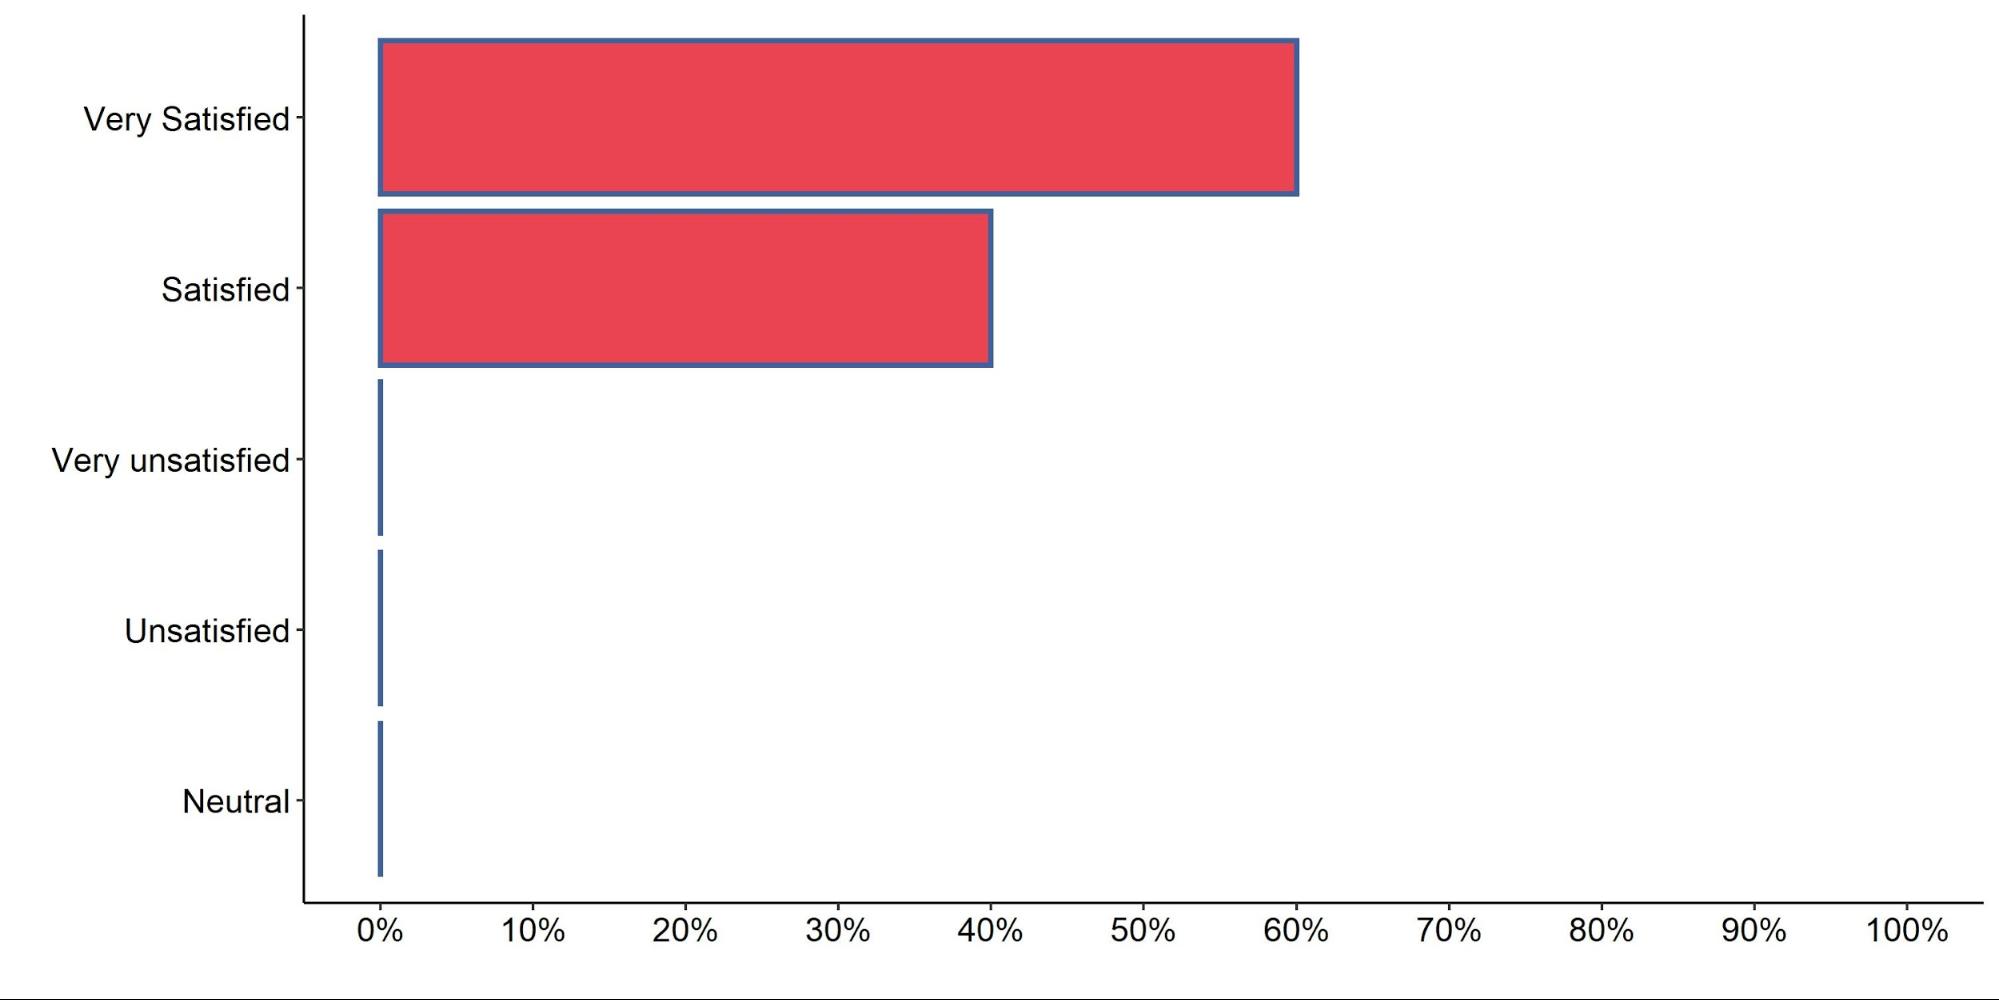 Very Satisfied
Satisfied
Very unsatisfied
Unsatisfied
Neutral
0% 10% 20% 30% 40% 50% 60% 70% 80% 90% 100%